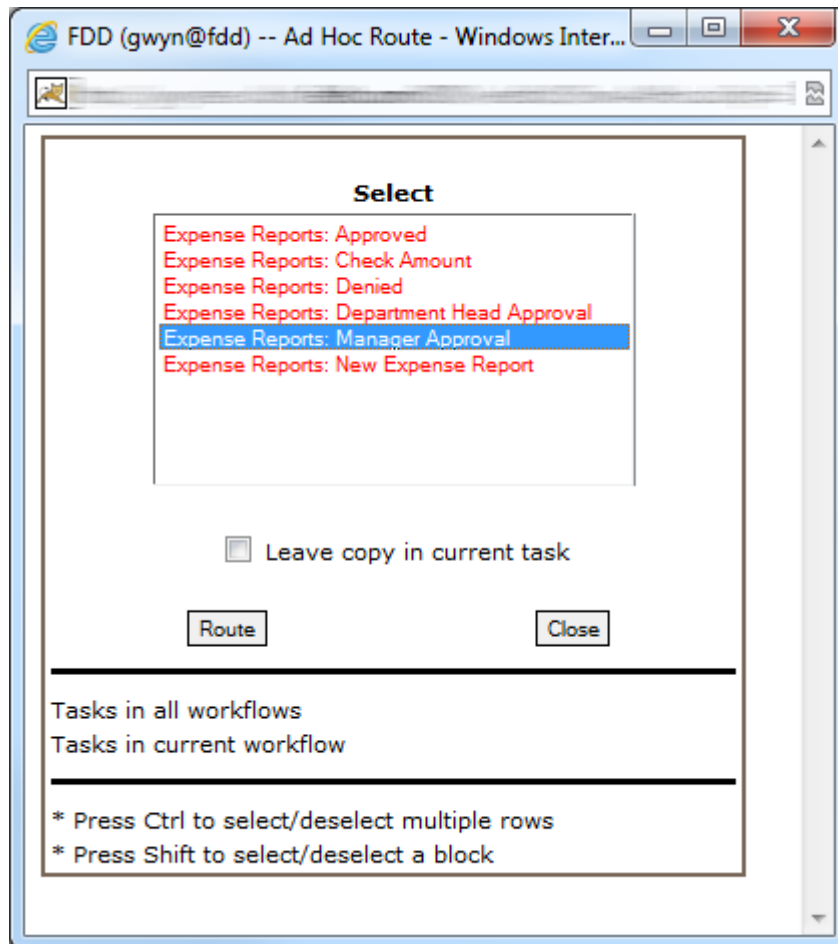 FDD (gwyn@fdd) -- Ad Hoc Route - Windows Inter...
Select
Expense Reports: Approved
Expense Reports: Check Amount
Expense Reports: Denied
Expense Reports: Department Head Approval
Expense Reports: Manager Approval
Expense Reports: New Expense Report
Leave copy in current task
Route Close
Tasks in all workflows
Tasks in current workflow
* Press Ctrl to select/deselect multiple rows
* Press Shift to select/deselect a block